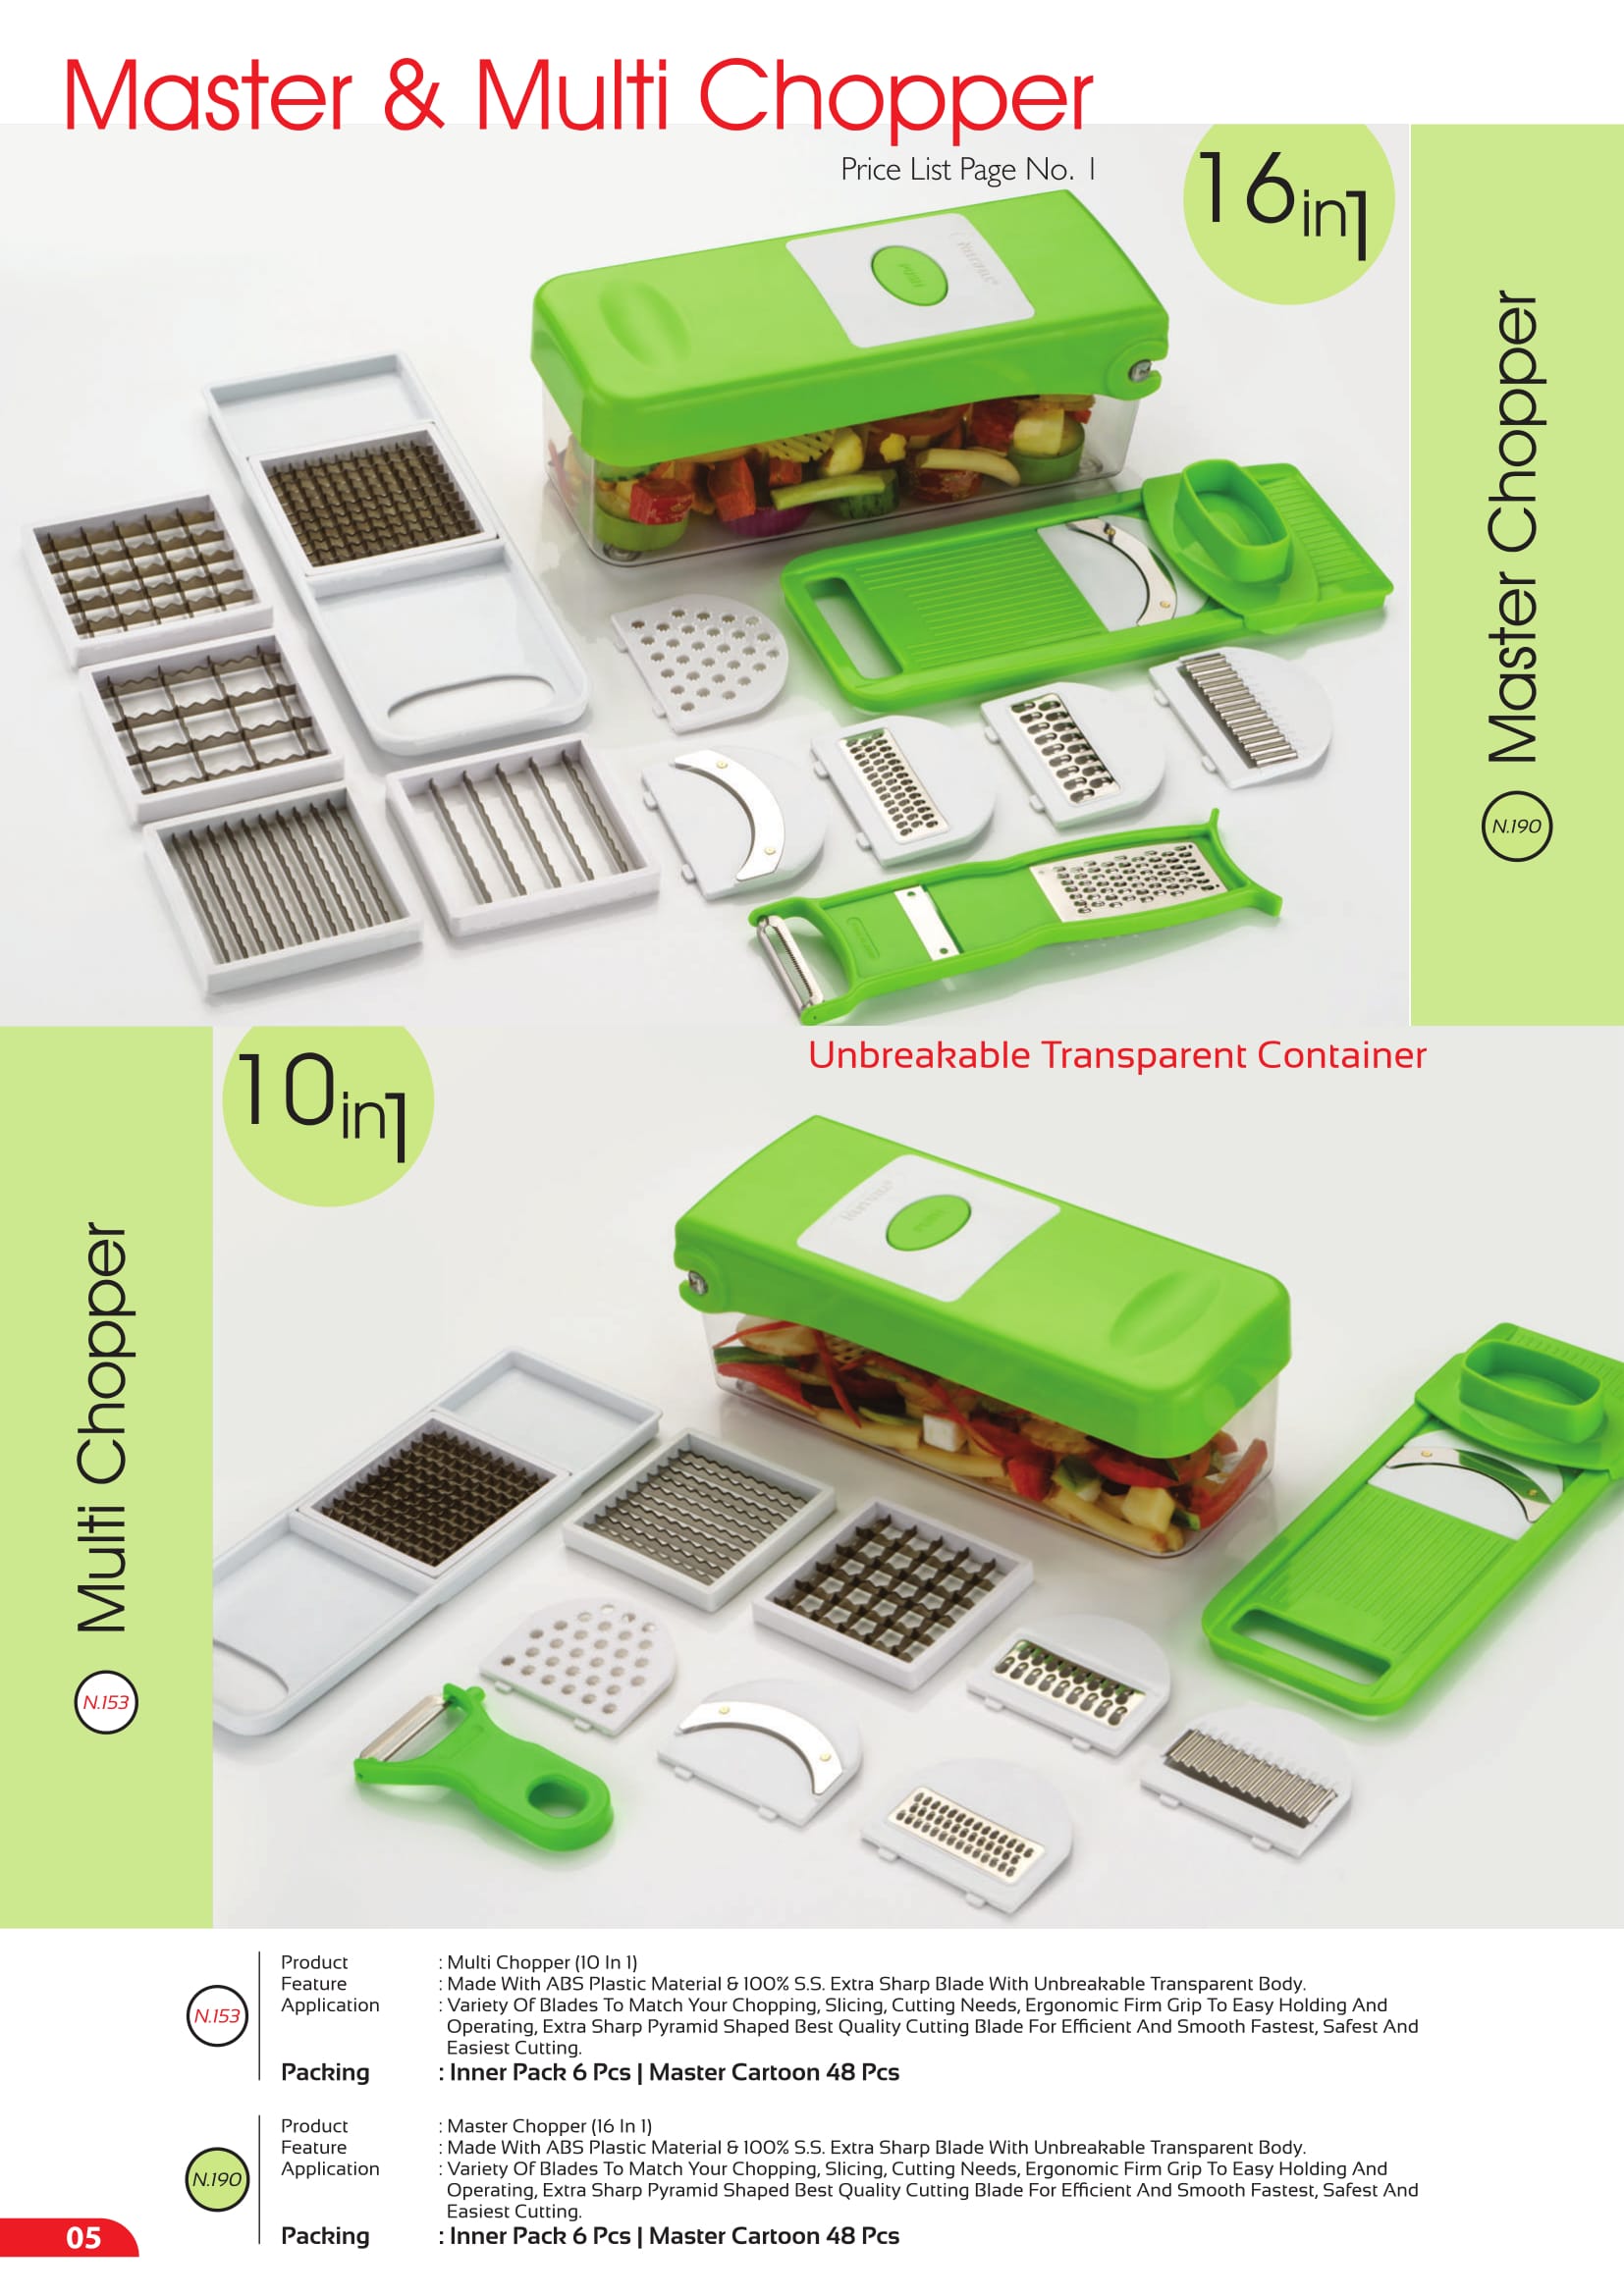 Master & Multi Chopper
Price List Page No. 1
16in1
Master Chopper
N.190
PUSH
10in1
Unbreakable Transparent Container
Multi Chopper
N.153
N.153
Product : Multi Chopper (10 In 1)
Feature : Made With ABS Plastic Material & 100% S.S. Extra Sharp Blade With Unbreakable Transparent Body.
Application : Variety Of Blades To Match Your Chopping, Slicing, Cutting Needs, Ergonomic Firm Grip To Easy Holding And
Operating, Extra Sharp Pyramid Shaped Best Quality Cutting Blade For Efficient And Smooth Fastest, Safest And
Easiest Cutting.
Packing : Inner Pack 6 Pcs | Master Cartoon 48 Pcs
N.190
Product : Master Chopper (16 In 1)
Feature : Made With ABS Plastic Material & 100% S.S. Extra Sharp Blade With Unbreakable Transparent Body.
Application : Variety Of Blades To Match Your Chopping, Slicing, Cutting Needs, Ergonomic Firm Grip To Easy Holding And
Operating, Extra Sharp Pyramid Shaped Best Quality Cutting Blade For Efficient And Smooth Fastest, Safest And
Easiest Cutting.
Packing : Inner Pack 6 Pcs | Master Cartoon 48 Pcs
05